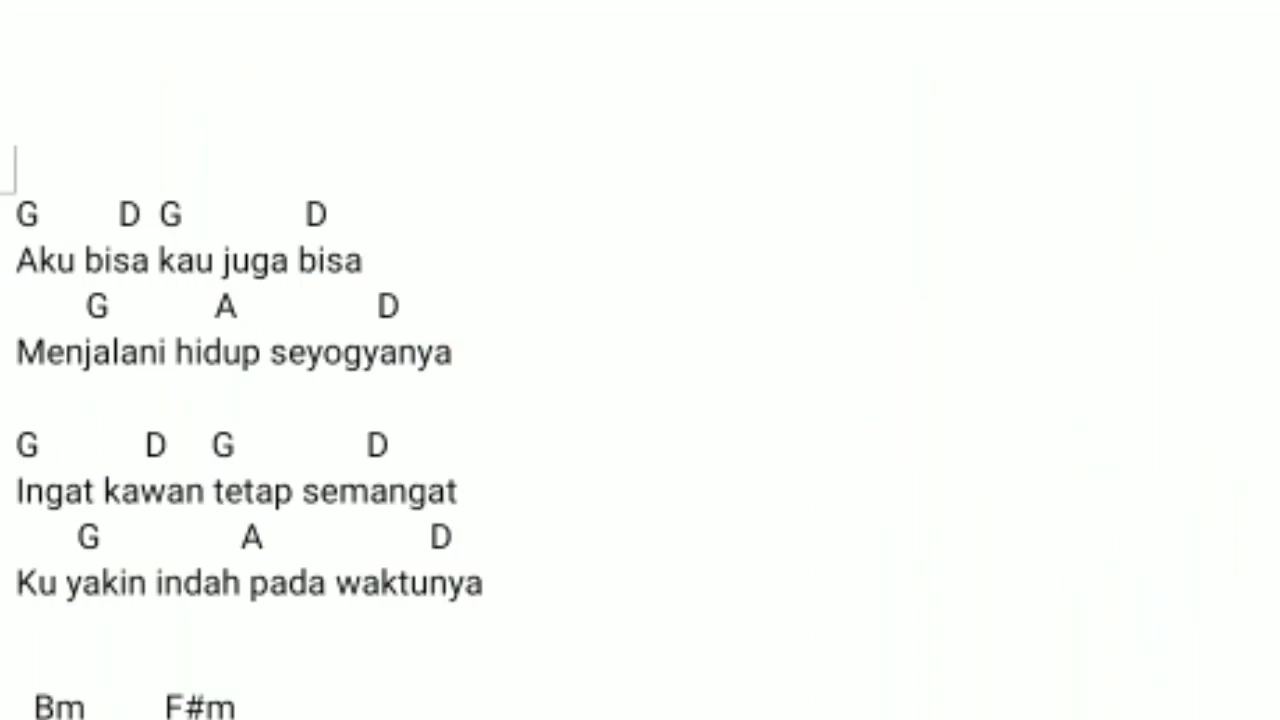 G D G D
Aku bisa kau juga bisa
G A D
Menjalani hidup seyogyanya
G D G D
Ingat kawan tetap semangat
G A D
Ku yakin indah pada waktunya
Bm F#m